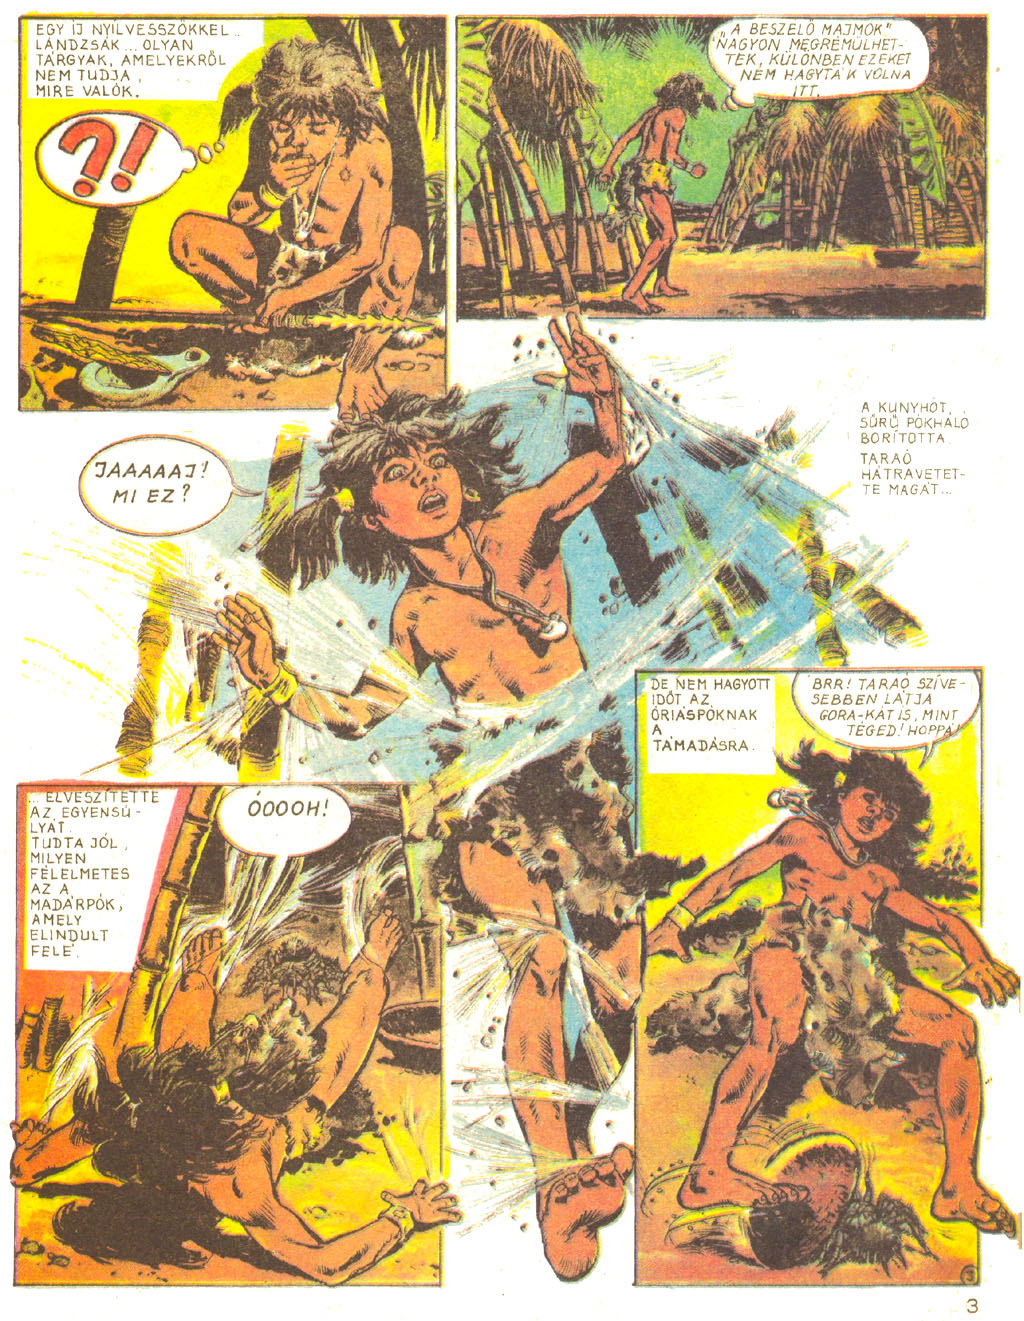 EGY ÍJ NYÍLVESSZŐKKEL...
LÁNDZSÁK... OLYAN
TÁRGYAK, AMELYEKRŐL
NEM TUDJA,
MIRE VALÓK.
?!
„A BESZÉLŐ MAJMOK"
NAGYON MEGRÉMÜLHET-
TEK, KÜLÖNBEN EZEKET
NEM HAGYTÁK VOLNA
ITT.
JAAAAAJ!
MI EZ?
A KUNYHÓT,
SŰRŰ PÓKHÁLÓ
BORÍTOTTA.
TARAÓ
HÁTRAVETET-
TE MAGÁT...
... ELVESZÍTETTE
AZ EGYENSÚ-
LYÁT.
TUDTA JÓL,
MILYEN
FÉLELMETES
AZ A
MADÁRPÓK,
AMELY
ELINDULT
FELÉ.
ÓOOOH!
DE NEM HAGYOTT
IDŐT AZ
ÓRIÁSPÓKNAK
A
TÁMADÁSRA.
BRR! TARAÓ SZÍVE-
SEBBEN LÁTJA
GORA-KAT IS, MINT
TÉGED! HOPPÁ!
3
3